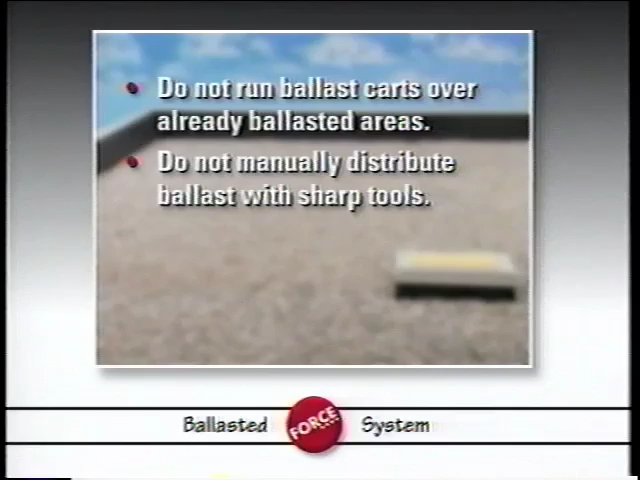 Do not run ballast carts over
already ballasted areas.
Do not manually distribute
ballast with sharp tools.
Ballasted FORCE System